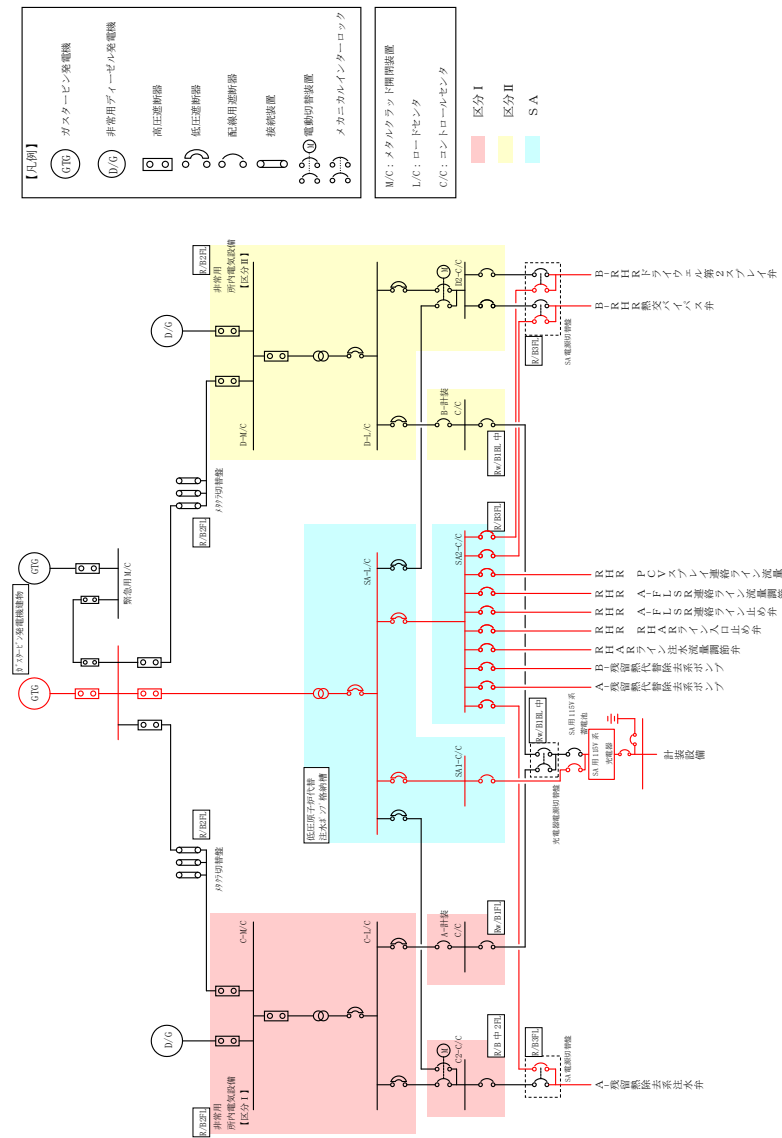 【凡例】
GTG
ガスタービン発電機
D/G
非常用ディーゼル発電機
高圧遮断器
低圧遮断器
配線用遮断器
接続装置
M
電動切替装置
メカニカルインターロック
M/C：メタルクラッド開閉装置
L/C：ロードセンタ
C/C：コントロールセンタ
区分Ⅰ
区分Ⅱ
ＳＡ
ｶﾞｽﾀｰﾋﾞﾝ発電機建物
GTG
GTG
緊急用M/C
R/B2FL
ﾒﾀｸﾗ切替盤
R/B2FL
ﾒﾀｸﾗ切替盤
R/B2FL
非常用
所内電気設備
【区分Ⅰ】
D/G
C-M/C
C-L/C
A-計装
C/C
Rw/B1FL
M
C2-C/C
R/B 中 2FL
R/B3FL
SA電源切替盤
A-残留熱除去系注水弁
低圧原子炉代替
注水ﾎﾟﾝﾌﾟ格納槽
SA-L/C
SA1-C/C
SA2-C/C
R/B3FL
R/B2FL
非常用
所内電気設備
【区分Ⅱ】
D/G
D-M/C
D-L/C
B-計装
C/C
Rw/B1BL 中
M
D2-C/C
R/B3FL
SA電源切替盤
B-RHRドライウェル第2スプレイ弁
B-RHR熱交バイパス弁
RHR PCVスプレイ連絡ライン流量
RHR A-FLSR連絡ライン流量調節
RHR A-FLSR連絡ライン止め弁
RHR RHARライン入口止め弁
RHARライン注水流量調節弁
B-残留熱代替除去系ポンプ
A-残留熱代替除去系ポンプ
Rw/B1BL 中
充電器電源切替盤
SA用115V系
蓄電池
SA用115V系
充電器
計装設備